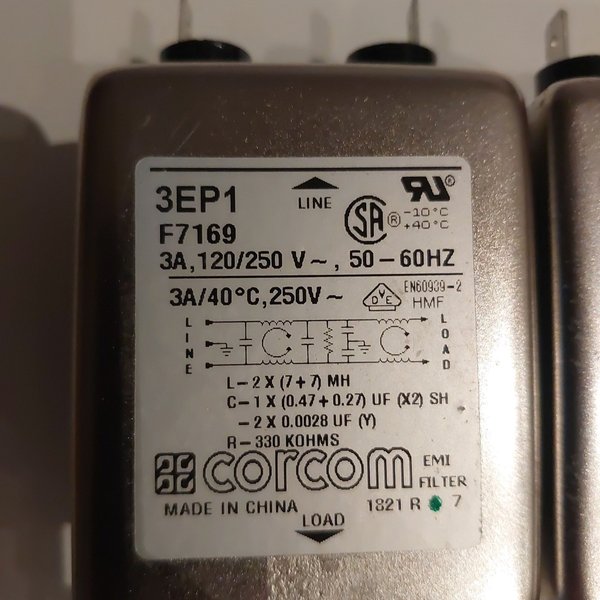 3EP1
LINE
F7169
3A,120/250 V~, 50-60HZ
SA ®
-10°C
+40°C
3A/40°C,250V~
DVE
EN60939-2
HMF
LINE
LOAD
L-2 X (7+7) MH
C-1 X (0.47+0.27) UF (X2) SH
-2 X 0.0028 UF (Y)
R-330 KOHMS
corcom
EMI
FILTER
MADE IN CHINA
1821 R 7
LOAD